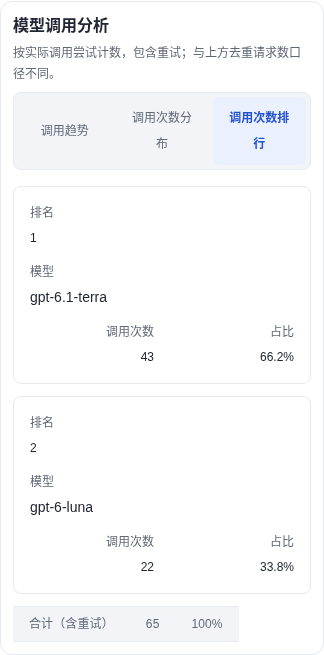 模型调用分析
按实际调用尝试计数，包含重试；与上方去重请求数口
径不同。
调用趋势
调用次数分
布
调用次数排
行
排名
1
模型
gpt-6.1-terra
调用次数 占比
43 66.2%
排名
2
模型
gpt-6-luna
调用次数 占比
22 33.8%
合计（含重试） 65 100%